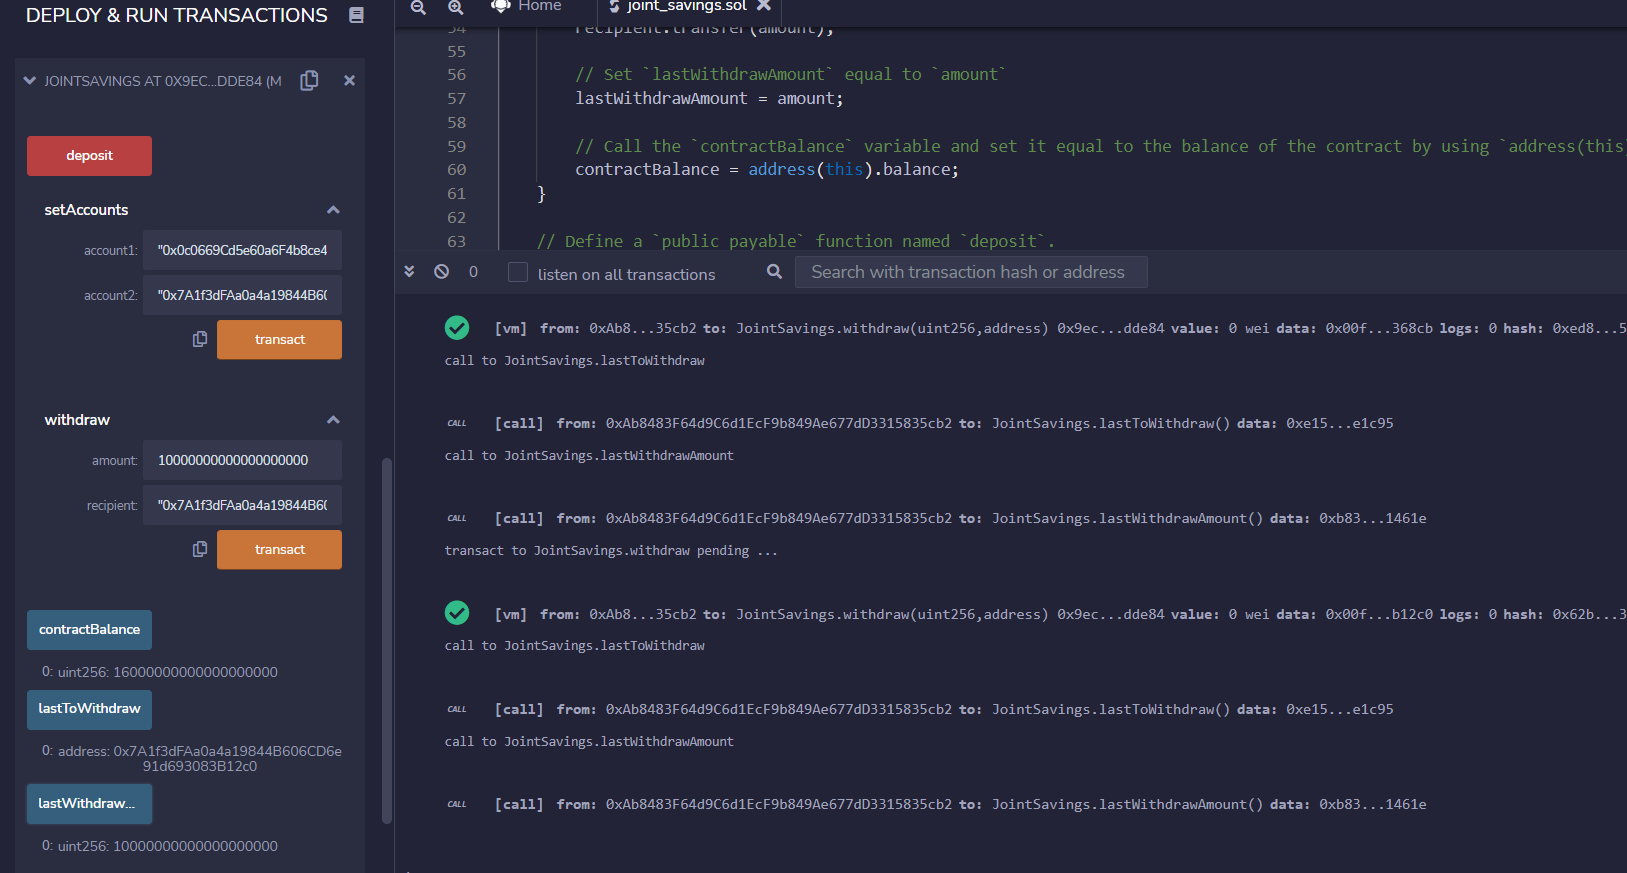 DEPLOY & RUN TRANSACTIONS
JOINTSAVINGS AT 0X9EC...DDE84 (M
deposit
setAccounts
account1: "0x0c0669Cd5e60a6F4b8ce4
account2: "0x7A1f3dFAa0a4a19844B60
transact
withdraw
amount: 10000000000000000000
recipient: "0x7A1f3dFAa0a4a19844B60
transact
contractBalance
0: uint256: 16000000000000000000
lastToWithdraw
0: address: 0x7A1f3dFAa0a4a19844B606CD6e
91d693083B12c0
lastWithdraw...
0: uint256: 10000000000000000000
Home
joint_savings.sol
54 recipient.transfer(amount);
55
56 // Set `lastWithdrawAmount` equal to `amount`
57 lastWithdrawAmount = amount;
58
59 // Call the `contractBalance` variable and set it equal to the balance of the contract by using `address(this)
60 contractBalance = address(this).balance;
61 }
62
63 // Define a `public payable` function named `deposit`.
0 listen on all transactions Search with transaction hash or address
[vm] from: 0xAb8...35cb2 to: JointSavings.withdraw(uint256,address) 0x9ec...dde84 value: 0 wei data: 0x00f...368cb logs: 0 hash: 0xed8...5
call to JointSavings.lastToWithdraw
CALL [call] from: 0xAb8483F64d9C6d1EcF9b849Ae677dD3315835cb2 to: JointSavings.lastToWithdraw() data: 0xe15...e1c95
call to JointSavings.lastWithdrawAmount
CALL [call] from: 0xAb8483F64d9C6d1EcF9b849Ae677dD3315835cb2 to: JointSavings.lastWithdrawAmount() data: 0xb83...1461e
transact to JointSavings.withdraw pending ...
[vm] from: 0xAb8...35cb2 to: JointSavings.withdraw(uint256,address) 0x9ec...dde84 value: 0 wei data: 0x00f...b12c0 logs: 0 hash: 0x62b...3
call to JointSavings.lastToWithdraw
CALL [call] from: 0xAb8483F64d9C6d1EcF9b849Ae677dD3315835cb2 to: JointSavings.lastToWithdraw() data: 0xe15...e1c95
call to JointSavings.lastWithdrawAmount
CALL [call] from: 0xAb8483F64d9C6d1EcF9b849Ae677dD3315835cb2 to: JointSavings.lastWithdrawAmount() data: 0xb83...1461e